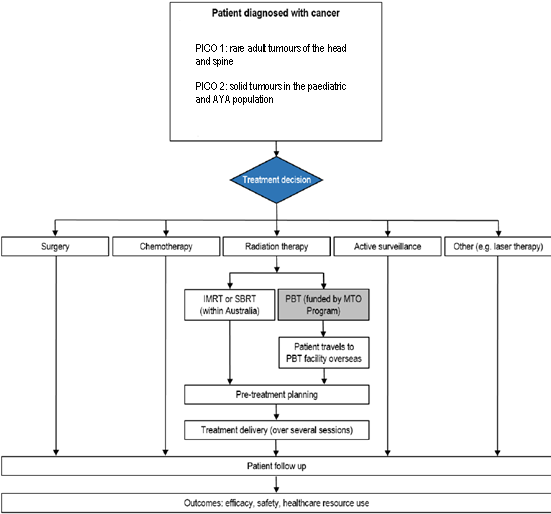 Patient diagnosed with cancer
PICO 1: rare adult tumours of the head
and spine
PICO 2: solid tumours in the paediatric
and AYA population
Treatment decision
Surgery
Chemotherapy
Radiation therapy
Active surveillance
Other (e.g. laser therapy)
IMRT or SBRT
(within Australia)
PBT (funded by MTO
Program)
Patient travels to
PBT facility overseas
Pre-treatment planning
Treatment delivery (over several sessions)
Patient follow up
Outcomes: efficacy, safety, healthcare resource use